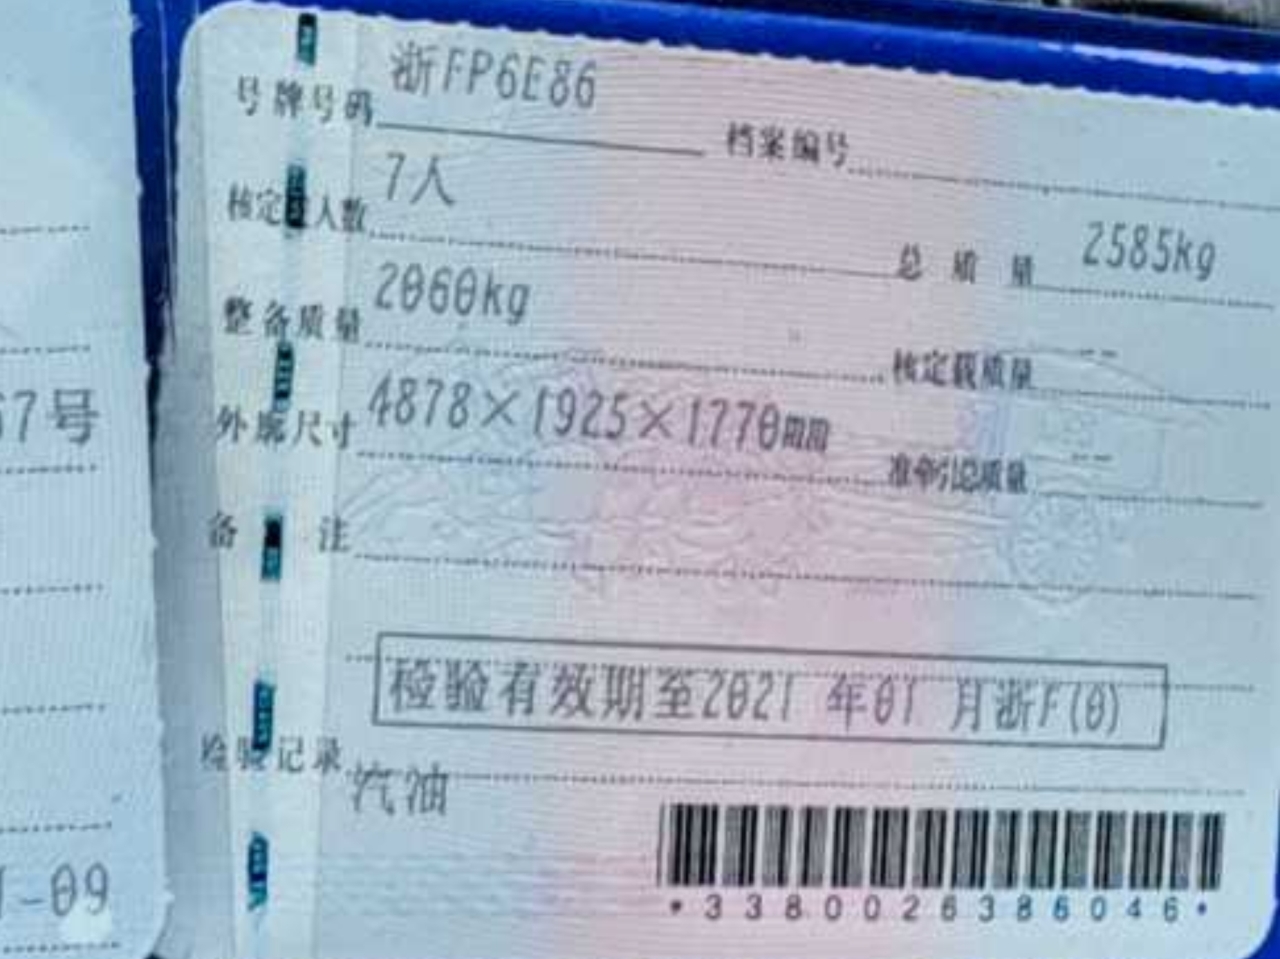 号牌号码 浙FP6E86 档案编号
核定 人数 7人 总质量 2585kg
整备质量 2060kg 核定载质量 --
外廓尺寸 4878×1925×1770mm 准牵引总质量 --
备注
检验有效期至2021 年01 月浙F(0)
检验记录
汽油
*3380026386046*
67号
-09